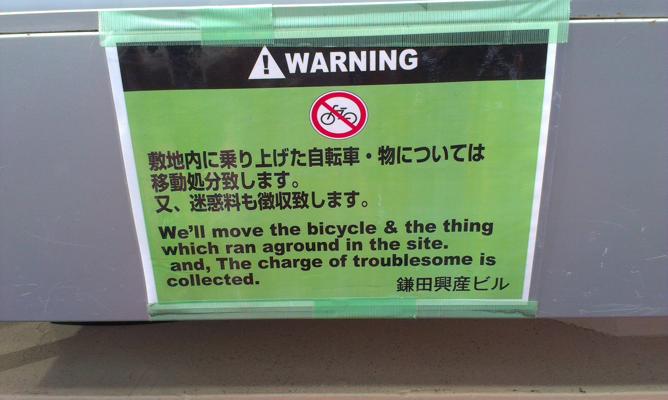 WARNING
敷地内に乗り上げた自転車・物については
移動処分致します。
又、迷惑料も徴収致します。
We'll move the bicycle & the thing
which ran aground in the site.
and, The charge of troublesome is
collected.
鎌田興産ビル